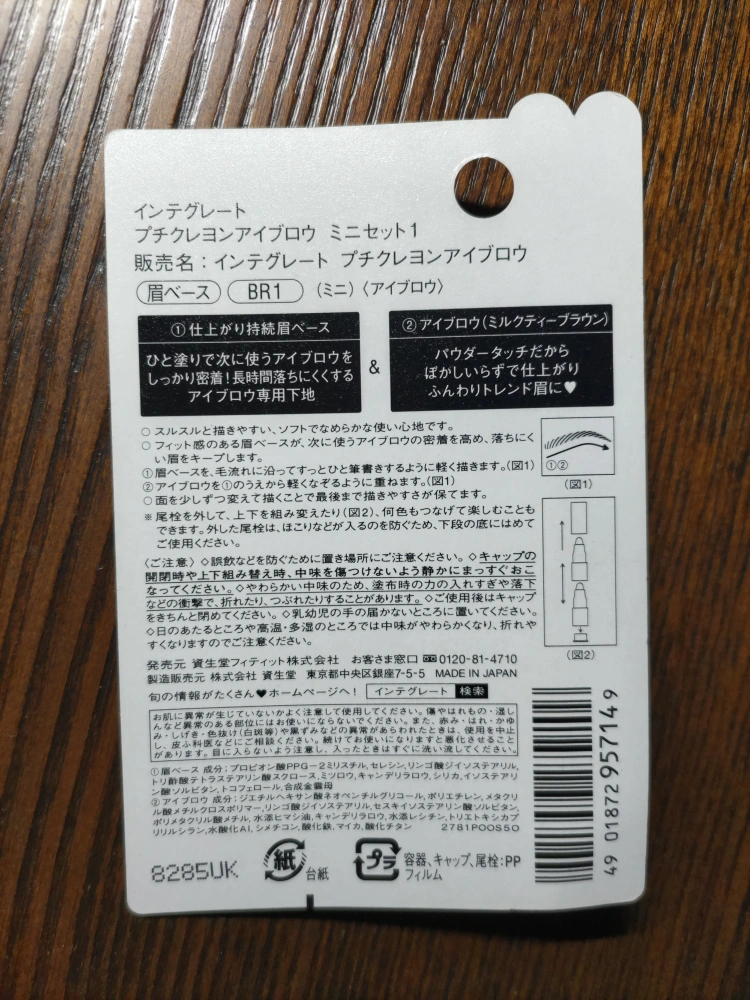 インテグレート
プチクレヨンアイブロウ ミニセット1
販売名：インテグレート プチクレヨンアイブロウ
眉ベース BR1 （ミニ）〈アイブロウ〉
①仕上がり持続眉ベース
ひと塗りで次に使うアイブロウを
しっかり密着！長時間落ちにくくする
アイブロウ専用下地
&
②アイブロウ（ミルクティーブラウン）
パウダータッチだから
ぼかしいらずで仕上がり
ふんわりトレンド眉に♥
○ スルスルと描きやすい、ソフトでなめらかな使い心地です。
○ フィット感のある眉ベースが、次に使うアイブロウの密着を高め、落ちにく
い眉をキープします。
①眉ベースを、毛流れに沿ってすっとひと筆書きするように軽く描きます。（図1）
②アイブロウを①のうえから軽くなぞるように重ねます。（図1）
○ 面を少しずつ変えて描くことで最後まで描きやすさが保てます。
※ 尾栓を外して、上下を組み変えたり（図2）、何色もつなげて楽しむことも
できます。外した尾栓は、ほこりなどが入るのを防ぐため、下段の底にはめて
ご使用ください。
①②
（図1）
（図2）
〈ご注意〉◇誤飲などを防ぐために置き場所にご注意ください。◇キャップの
開閉時や上下組み替え時、中味を傷つけないよう静かにまっすぐおこ
なってください。◇やわらかい中味のため、塗布時の力の入れすぎや落下
などの衝撃で、折れたり、つぶれたりすることがあります。◇ご使用後はキャップ
をきちんと閉めてください。◇乳幼児の手の届かないところに置いてください。
◇日のあたるところや高温・多湿のところでは中味がやわらかくなり、折れや
すくなりますのでご注意ください。
発売元 資生堂フィティット株式会社 お客さま窓口 0120-81-4710
製造販売元 株式会社 資生堂 東京都中央区銀座7-5-5 MADE IN JAPAN
旬の情報がたくさん♥ホームページへ！ インテグレート 検索
お肌に異常が生じていないかよく注意して使用してください。傷やはれもの・湿し
んなど異常のある部位にはお使いにならないでください。また、赤み・はれ・かゆ
み・しげき・色抜け（白斑等）や黒ずみなどの異常があらわれたときは、使用を中止
し、皮ふ科医などにご相談ください。続けてお使いになりますと悪化させること
があります。目に入らないよう注意し、入ったときはすぐに洗い流してください。
①眉ベース 成分：プロピオン酸PPG－2ミリスチル、セレシン、リンゴ酸ジイソステアリル、
トリ酢酸テトラステアリン酸スクロース、ミツロウ、キャンデリラロウ、シリカ、イソステアリ
ン酸ソルビタン、トコフェロール、合成金雲母
②アイブロウ 成分：ジエチルヘキサン酸ネオペンチルグリコール、ポリエチレン、メタクリ
ル酸メチルクロスポリマー、リンゴ酸ジイソステアリル、セスキイソステアリン酸ソルビタン、
ポリメタクリル酸メチル、水添ヒマシ油、キャンデリラロウ、水添レシチン、トリエトキシカプ
リリルシラン、水酸化Al、シメチコン、酸化鉄、マイカ、酸化チタン 2781POOS5O
8285UK
紙 台紙
プラ 容器、キャップ、尾栓：PP
フィルム
4901872957149